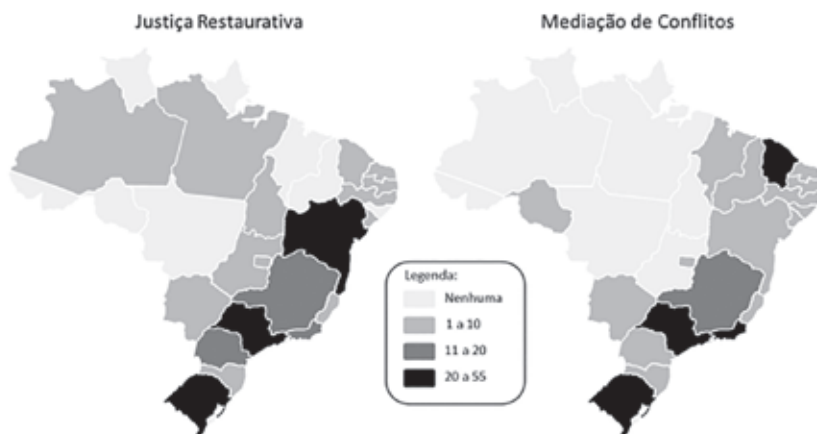 Justiça Restaurativa
Mediação de Conflitos
Legenda:
Nenhuma
1 a 10
11 a 20
20 a 55